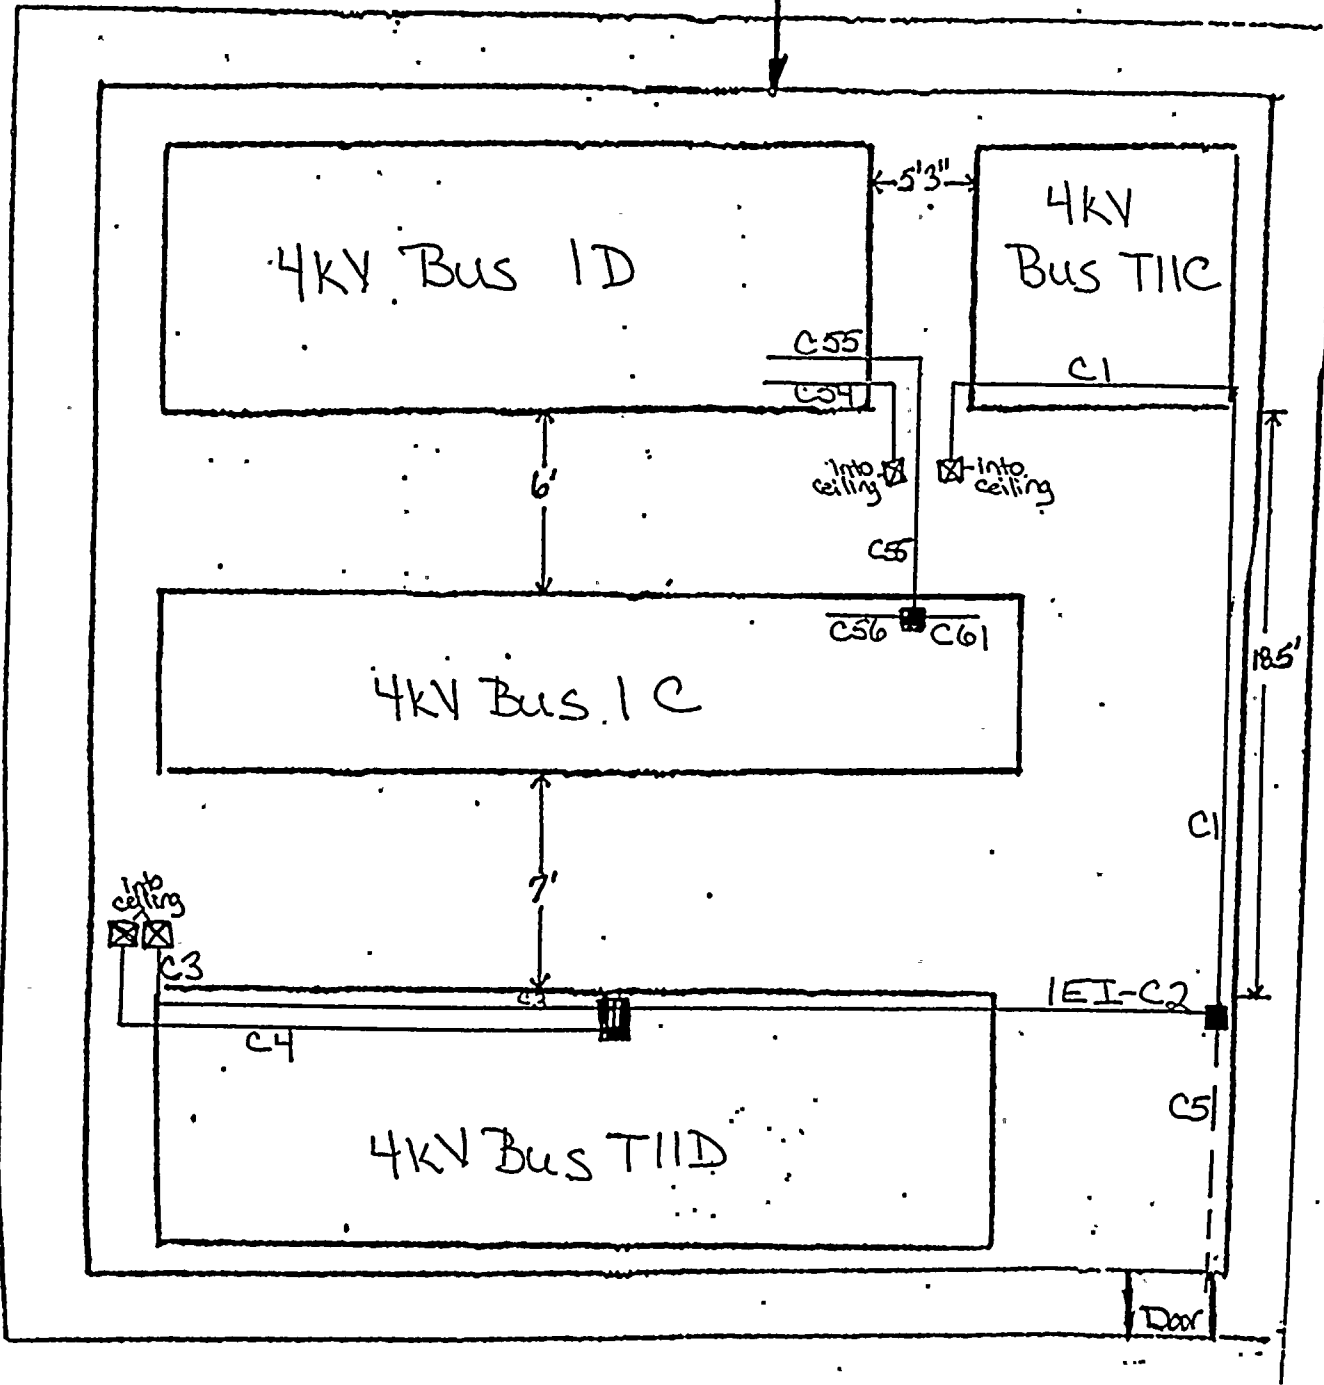 5'3"
4kV
Bus T11C
4kV Bus 1D
C55
C54
C1
into
ceiling
into
ceiling
6'
C55
C56
C61
18.5'
4kV Bus 1C
C1
7'
into
ceiling
C3
C3
1EI-C2
C4
C5
4kV Bus T11D
Door